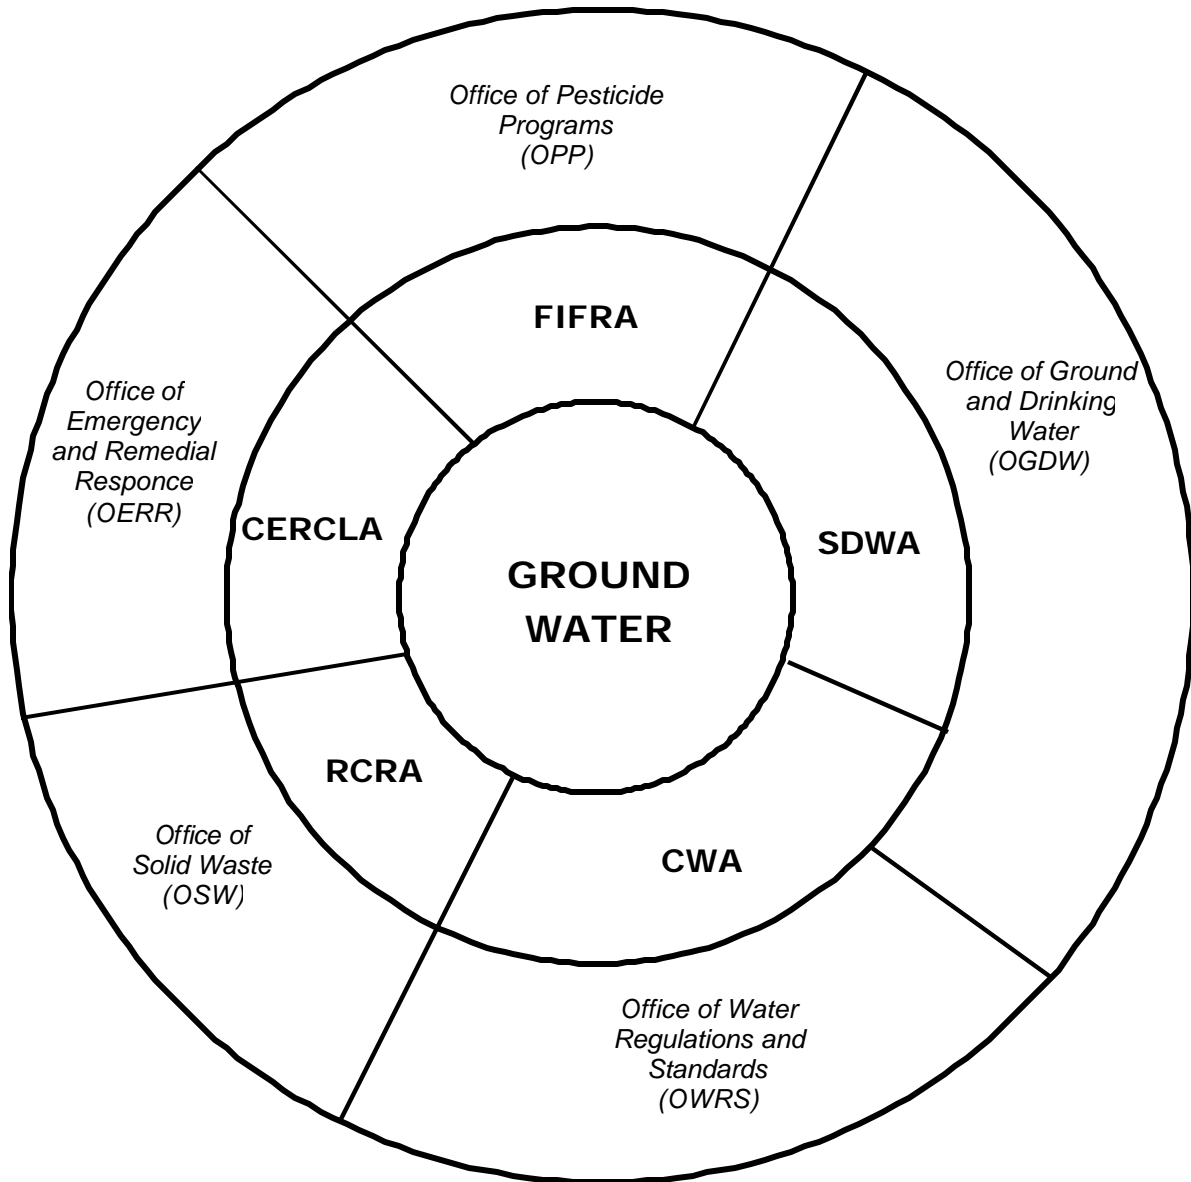 Office of Pesticide
Programs
(OPP)
FIFRA
Office of
Emergency
and Remedial
Responce
(OERR)
CERCLA
Office of Ground
and Drinking
Water
(OGDW)
SDWA
GROUND
WATER
RCRA
CWA
Office of
Solid Waste
(OSW)
Office of Water
Regulations and
Standards
(OWRS)